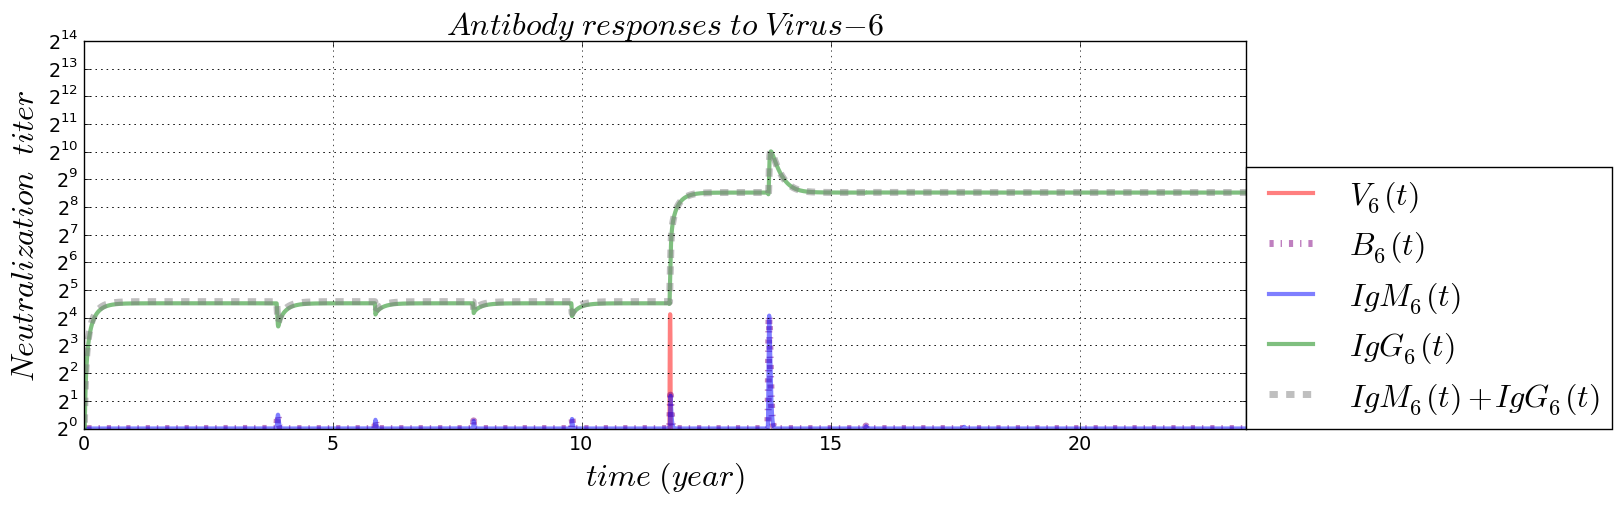 Antibody responses to Virus−6
Neutralization titer
2^14
2^13
2^12
2^11
2^10
2^9
2^8
2^7
2^6
2^5
2^4
2^3
2^2
2^1
2^0
0 5 10 15 20
time (year)
V_6(t)
B_6(t)
IgM_6(t)
IgG_6(t)
IgM_6(t)+IgG_6(t)